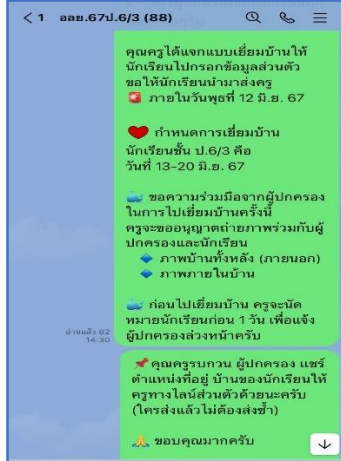 < 1 อลย.67ป.6/3 (88)
คุณครูได้แจกแบบเยี่ยมบ้านให้
นักเรียนไปกรอกข้อมูลส่วนตัว
ขอให้นักเรียนนำมาส่งครู
🚨 ภายในวันพุธที่ 12 มิ.ย. 67
❤️ กำหนดการเยี่ยมบ้าน
นักเรียนชั้น ป.6/3 คือ
วันที่ 13-20 มิ.ย. 67
🐳 ขอความร่วมมือจากผู้ปกครอง
ในการไปเยี่ยมบ้านครั้งนี้
ครูจะขออนุญาตถ่ายภาพร่วมกับผู้
ปกครองและนักเรียน
🔹 ภาพบ้านทั้งหลัง (ภายนอก)
🔹 ภาพภายในบ้าน
🐳 ก่อนไปเยี่ยมบ้าน ครูจะนัด
หมายนักเรียนก่อน 1 วัน เพื่อแจ้ง
ผู้ปกครองล่วงหน้าครับ
อ่านแล้ว 82
14:30
📌 คุณครูรบกวน ผู้ปกครอง แชร์
ตำแหน่งที่อยู่ บ้านของนักเรียนให้
ครูทางไลน์ส่วนตัวด้วยนะครับ
(ใครส่งแล้วไม่ต้องส่งซ้ำ)
🙏 ขอบคุณมากครับ